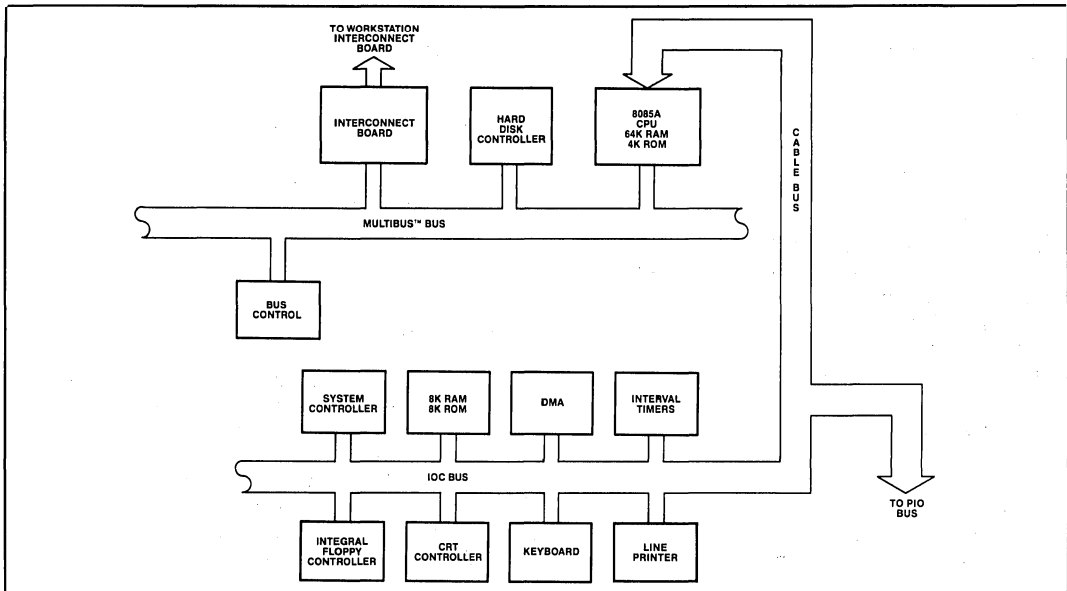 TO WORKSTATION
INTERCONNECT
BOARD
INTERCONNECT
BOARD
HARD
DISK
CONTROLLER
8085A
CPU
64K RAM
4K ROM
CABLE BUS
MULTIBUS™ BUS
BUS
CONTROL
SYSTEM
CONTROLLER
8K RAM
8K ROM
DMA
INTERVAL
TIMERS
IOC BUS
TO PIO
BUS
INTEGRAL
FLOPPY
CONTROLLER
CRT
CONTROLLER
KEYBOARD
LINE
PRINTER